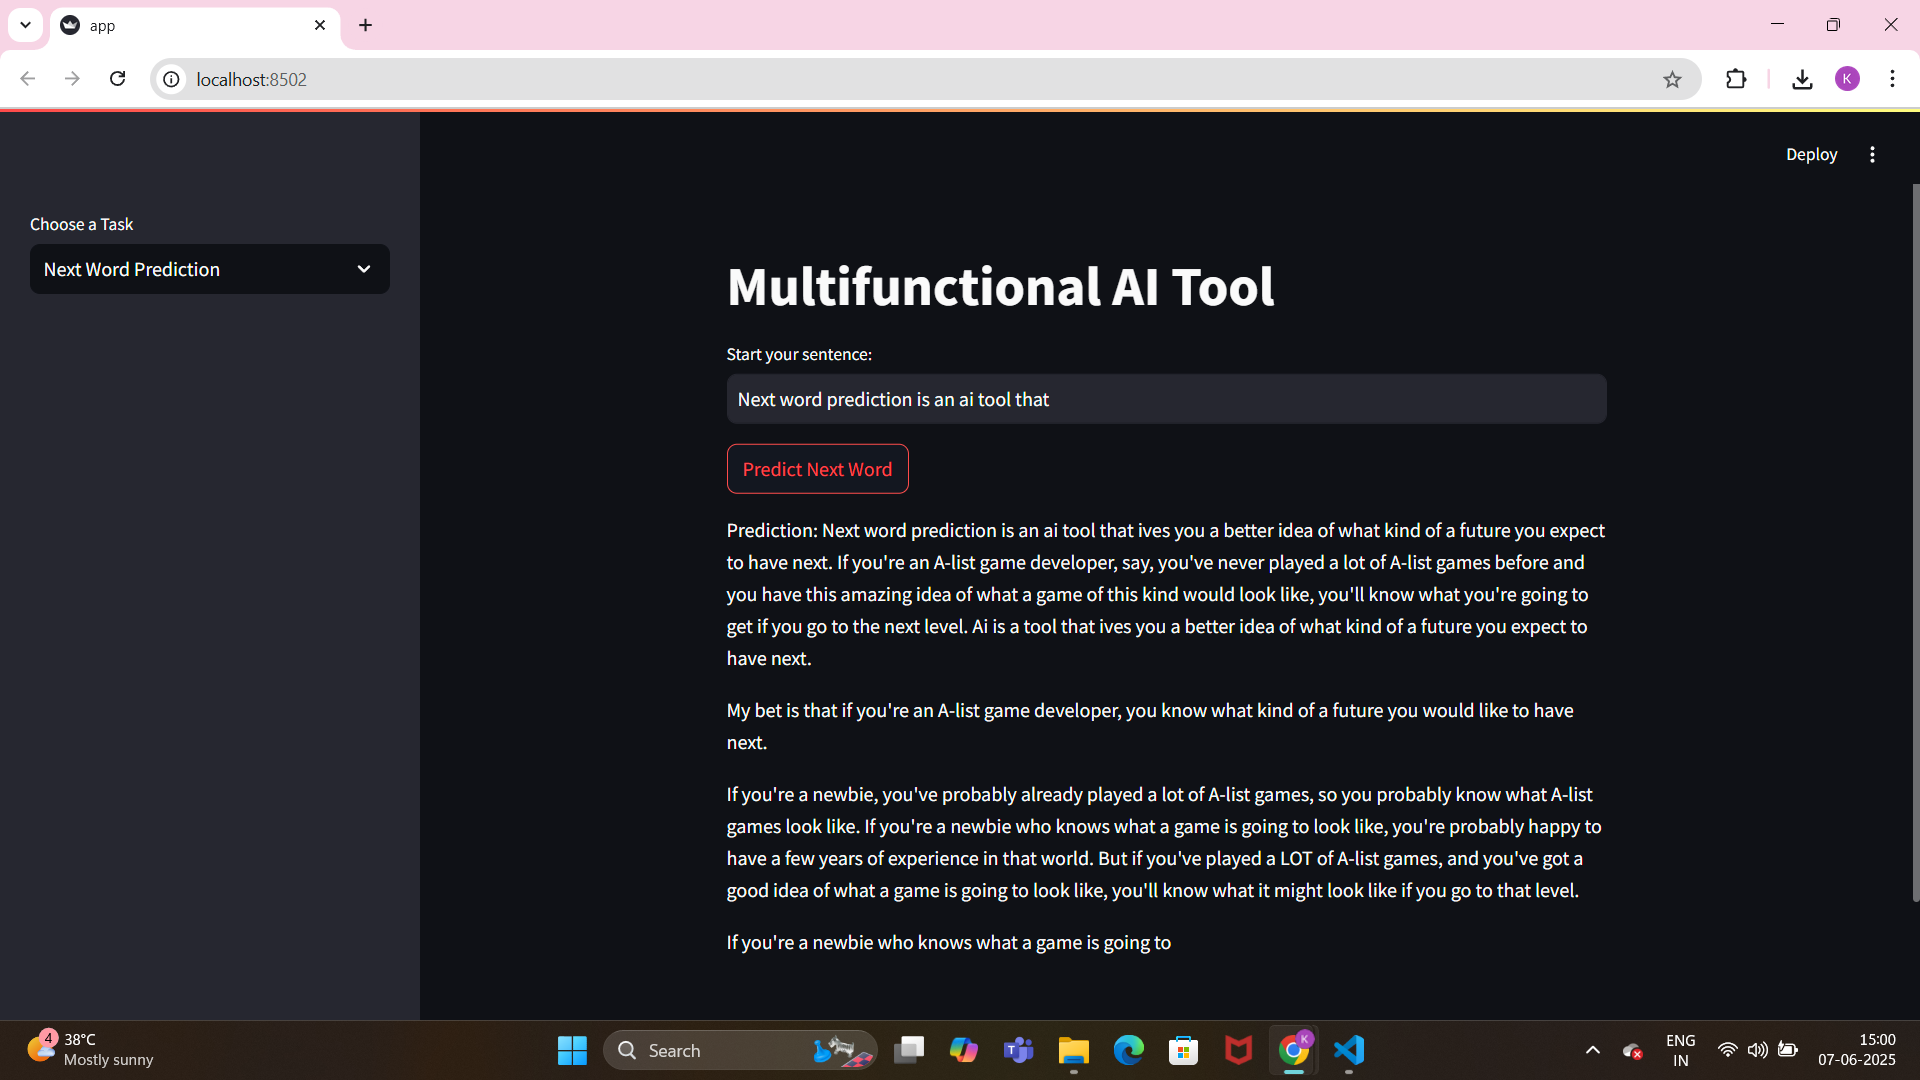 app
localhost:8502
K
Deploy
Choose a Task
Next Word Prediction
Multifunctional AI Tool
Start your sentence:
Next word prediction is an ai tool that
Predict Next Word
Prediction: Next word prediction is an ai tool that ives you a better idea of what kind of a future you expect
to have next. If you're an A-list game developer, say, you've never played a lot of A-list games before and
you have this amazing idea of what a game of this kind would look like, you'll know what you're going to
get if you go to the next level. Ai is a tool that ives you a better idea of what kind of a future you expect to
have next.
My bet is that if you're an A-list game developer, you know what kind of a future you would like to have
next.
If you're a newbie, you've probably already played a lot of A-list games, so you probably know what A-list
games look like. If you're a newbie who knows what a game is going to look like, you're probably happy to
have a few years of experience in that world. But if you've played a LOT of A-list games, and you've got a
good idea of what a game is going to look like, you'll know what it might look like if you go to that level.
If you're a newbie who knows what a game is going to
4
38°C
Mostly sunny
Search
T
K
ENG
IN
15:00
07-06-2025